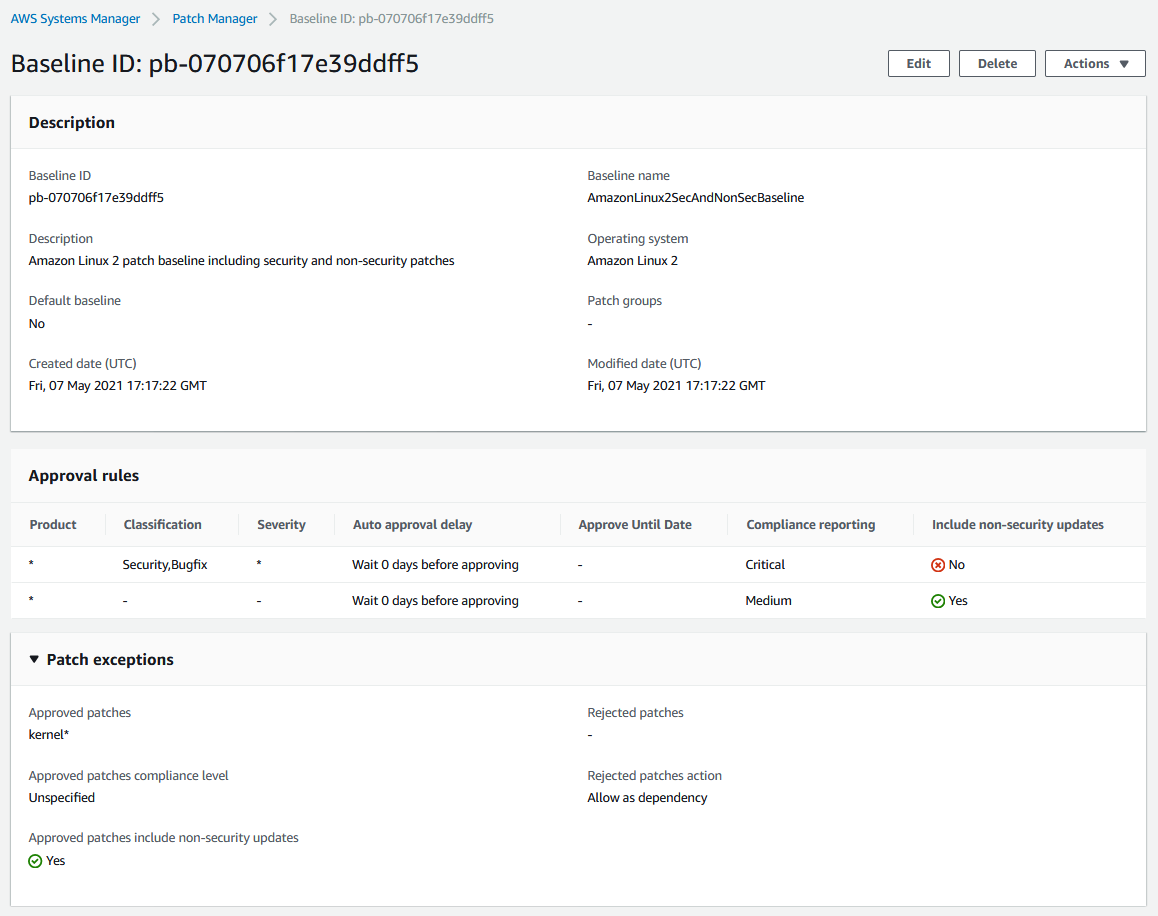 AWS Systems Manager > Patch Manager > Baseline ID: pb-070706f17e39ddff5
Baseline ID: pb-070706f17e39ddff5
Edit Delete Actions ▼
Description
Baseline ID Baseline name
pb-070706f17e39ddff5 AmazonLinux2SecAndNonSecBaseline
Description Operating system
Amazon Linux 2 patch baseline including security and non-security patches Amazon Linux 2
Default baseline Patch groups
No -
Created date (UTC) Modified date (UTC)
Fri, 07 May 2021 17:17:22 GMT Fri, 07 May 2021 17:17:22 GMT
Approval rules
Product Classification Severity Auto approval delay Approve Until Date Compliance reporting Include non-security updates
* Security,Bugfix * Wait 0 days before approving - Critical No
* - - Wait 0 days before approving - Medium Yes
▼ Patch exceptions
Approved patches Rejected patches
kernel* -
Approved patches compliance level Rejected patches action
Unspecified Allow as dependency
Approved patches include non-security updates
Yes